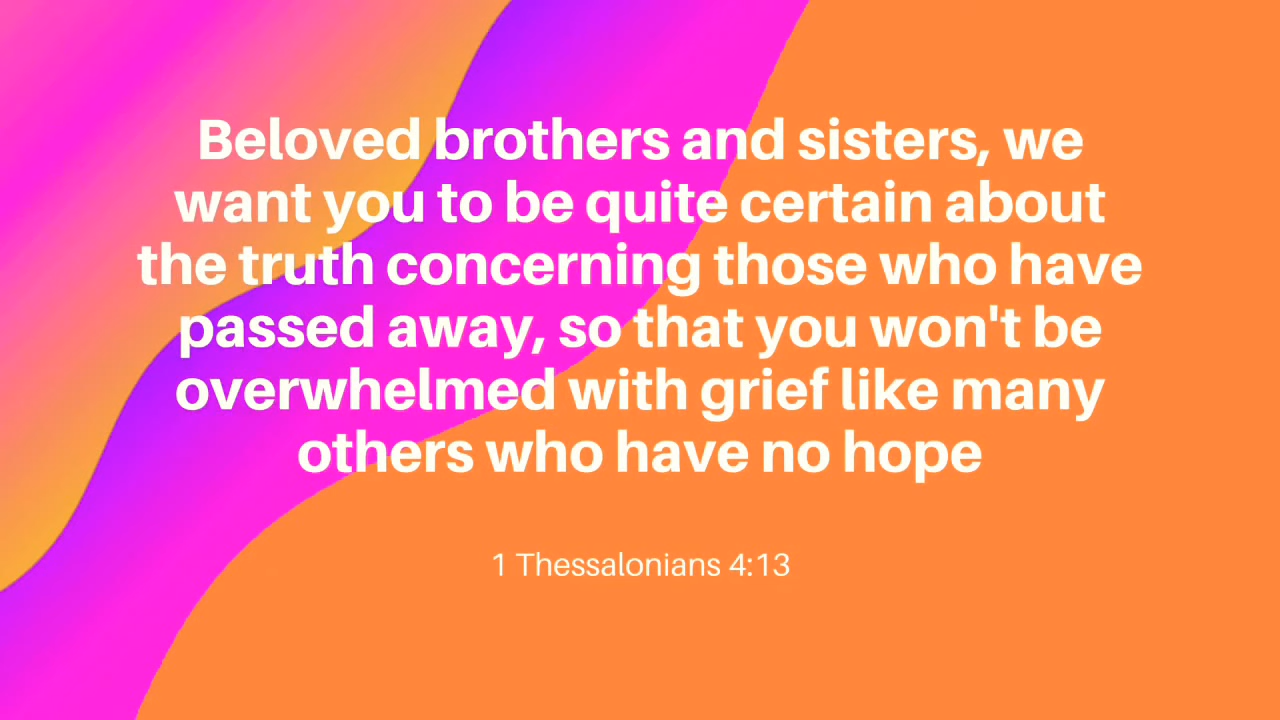 Beloved brothers and sisters, we
want you to be quite certain about
the truth concerning those who have
passed away, so that you won't be
overwhelmed with grief like many
others who have no hope
1 Thessalonians 4:13